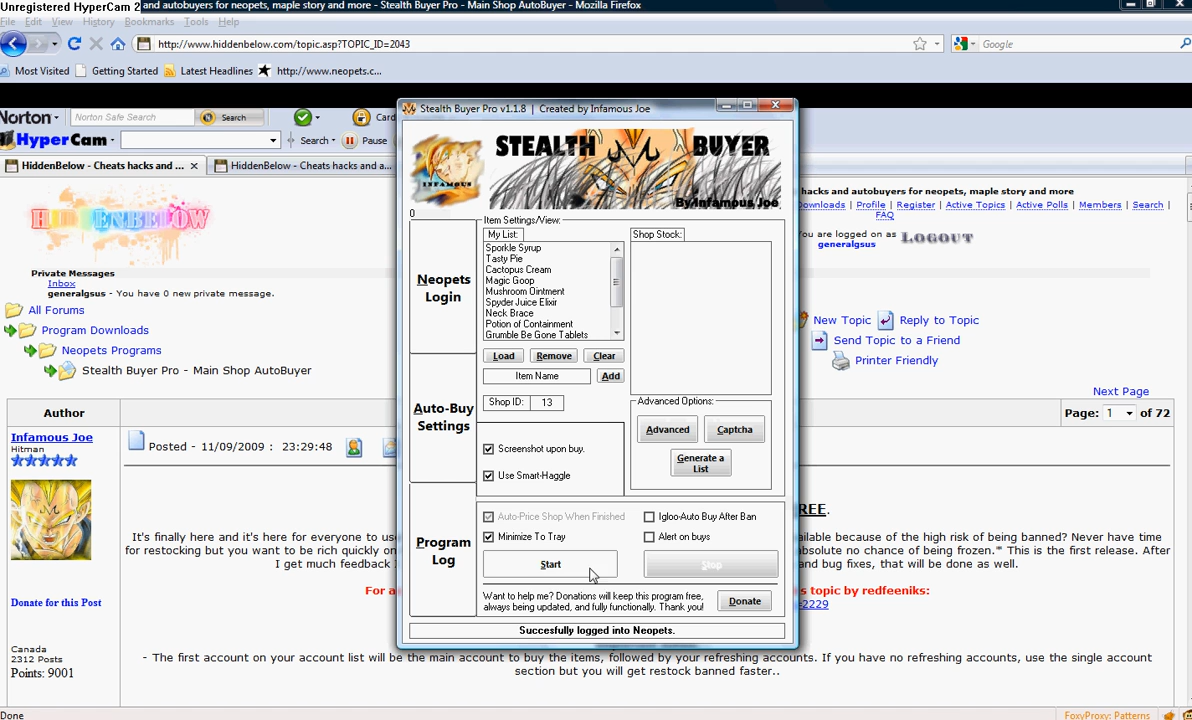 Unregistered HyperCam 2
and autobuyers for neopets, maple story and more - Stealth Buyer Pro - Main Shop AutoBuyer - Mozilla Firefox
File Edit View History Bookmarks Tools Help
http://www.hiddenbelow.com/topic.asp?TOPIC_ID=2043
Google
Most Visited Getting Started Latest Headlines http://www.neopets.c...
Norton Norton Safe Search Search Card
HyperCam Search Pause
HiddenBelow - Cheats hacks and ... HiddenBelow - Cheats hacks and a...
Stealth Buyer Pro v1.1.8 | Created by Infamous Joe
STEALTH BUYER
By Infamous Joe
INFAMOUS
HIDDENBELOW
hacks and autobuyers for neopets, maple story and more
ownloads | Profile | Register | Active Topics | Active Polls | Members | Search |
FAQ
ou are logged on as
generalgsus LOGOUT
Private Messages
Inbox
generalgsus - You have 0 new private message.
All Forums
Program Downloads
Neopets Programs
Stealth Buyer Pro - Main Shop AutoBuyer
New Topic Reply to Topic
Send Topic to a Friend
Printer Friendly
Next Page
Page: 1 of 72
Author
Infamous Joe
Hitman
Posted - 11/09/2009 : 23:29:48
0
Neopets
Login
Auto-Buy
Settings
Program
Log
Item Settings/View:
My List:
Sporkle Syrup
Tasty Pie
Cactopus Cream
Magic Goop
Mushroom Ointment
Spyder Juice Elixir
Neck Brace
Potion of Containment
Grumble Be Gone Tablets
Load Remove Clear
Item Name Add
Shop ID: 13
Screenshot upon buy.
Use Smart-Haggle
Shop Stock:
Advanced Options:
Advanced Captcha
Generate a
List
Auto-Price Shop When Finished Igloo-Auto Buy After Ban
Minimize To Tray Alert on buys
Start Stop
Want to help me? Donations will keep this program free,
always being updated, and fully functionally. Thank you!
Donate
Succesfully logged into Neopets.
REE.
It's finally here and it's here for everyone to us
ailable because of the high risk of being banned? Never have time
for restocking but you want to be rich quickly on
absolute no chance of being frozen.* This is the first release. After
I get much feedback I
and bug fixes, that will be done as well.
For a
s topic by redfeeniks:
=2229
Donate for this Post
Canada
2312 Posts
Points: 9001
- The first account on your account list will be the main account to buy the items, followed by your refreshing accounts. If you have no refreshing accounts, use the single account
section but you will get restock banned faster..
Done
FoxyProxy: Patterns